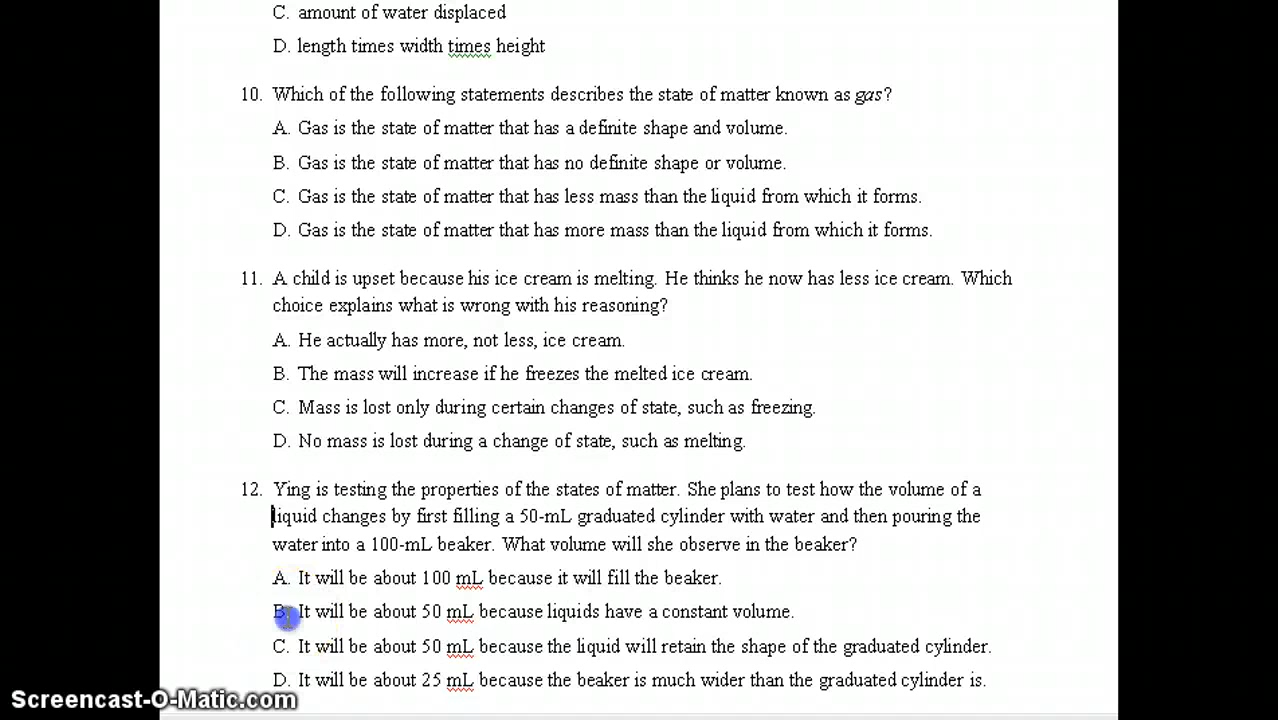 C. amount of water displaced
D. length times width times height
10. Which of the following statements describes the state of matter known as gas?
A. Gas is the state of matter that has a definite shape and volume.
B. Gas is the state of matter that has no definite shape or volume.
C. Gas is the state of matter that has less mass than the liquid from which it forms.
D. Gas is the state of matter that has more mass than the liquid from which it forms.
11. A child is upset because his ice cream is melting. He thinks he now has less ice cream. Which
choice explains what is wrong with his reasoning?
A. He actually has more, not less, ice cream.
B. The mass will increase if he freezes the melted ice cream.
C. Mass is lost only during certain changes of state, such as freezing.
D. No mass is lost during a change of state, such as melting.
12. Ying is testing the properties of the states of matter. She plans to test how the volume of a
liquid changes by first filling a 50-mL graduated cylinder with water and then pouring the
water into a 100-mL beaker. What volume will she observe in the beaker?
A. It will be about 100 mL because it will fill the beaker.
B. It will be about 50 mL because liquids have a constant volume.
C. It will be about 50 mL because the liquid will retain the shape of the graduated cylinder.
D. It will be about 25 mL because the beaker is much wider than the graduated cylinder is.
Screencast-O-Matic.com